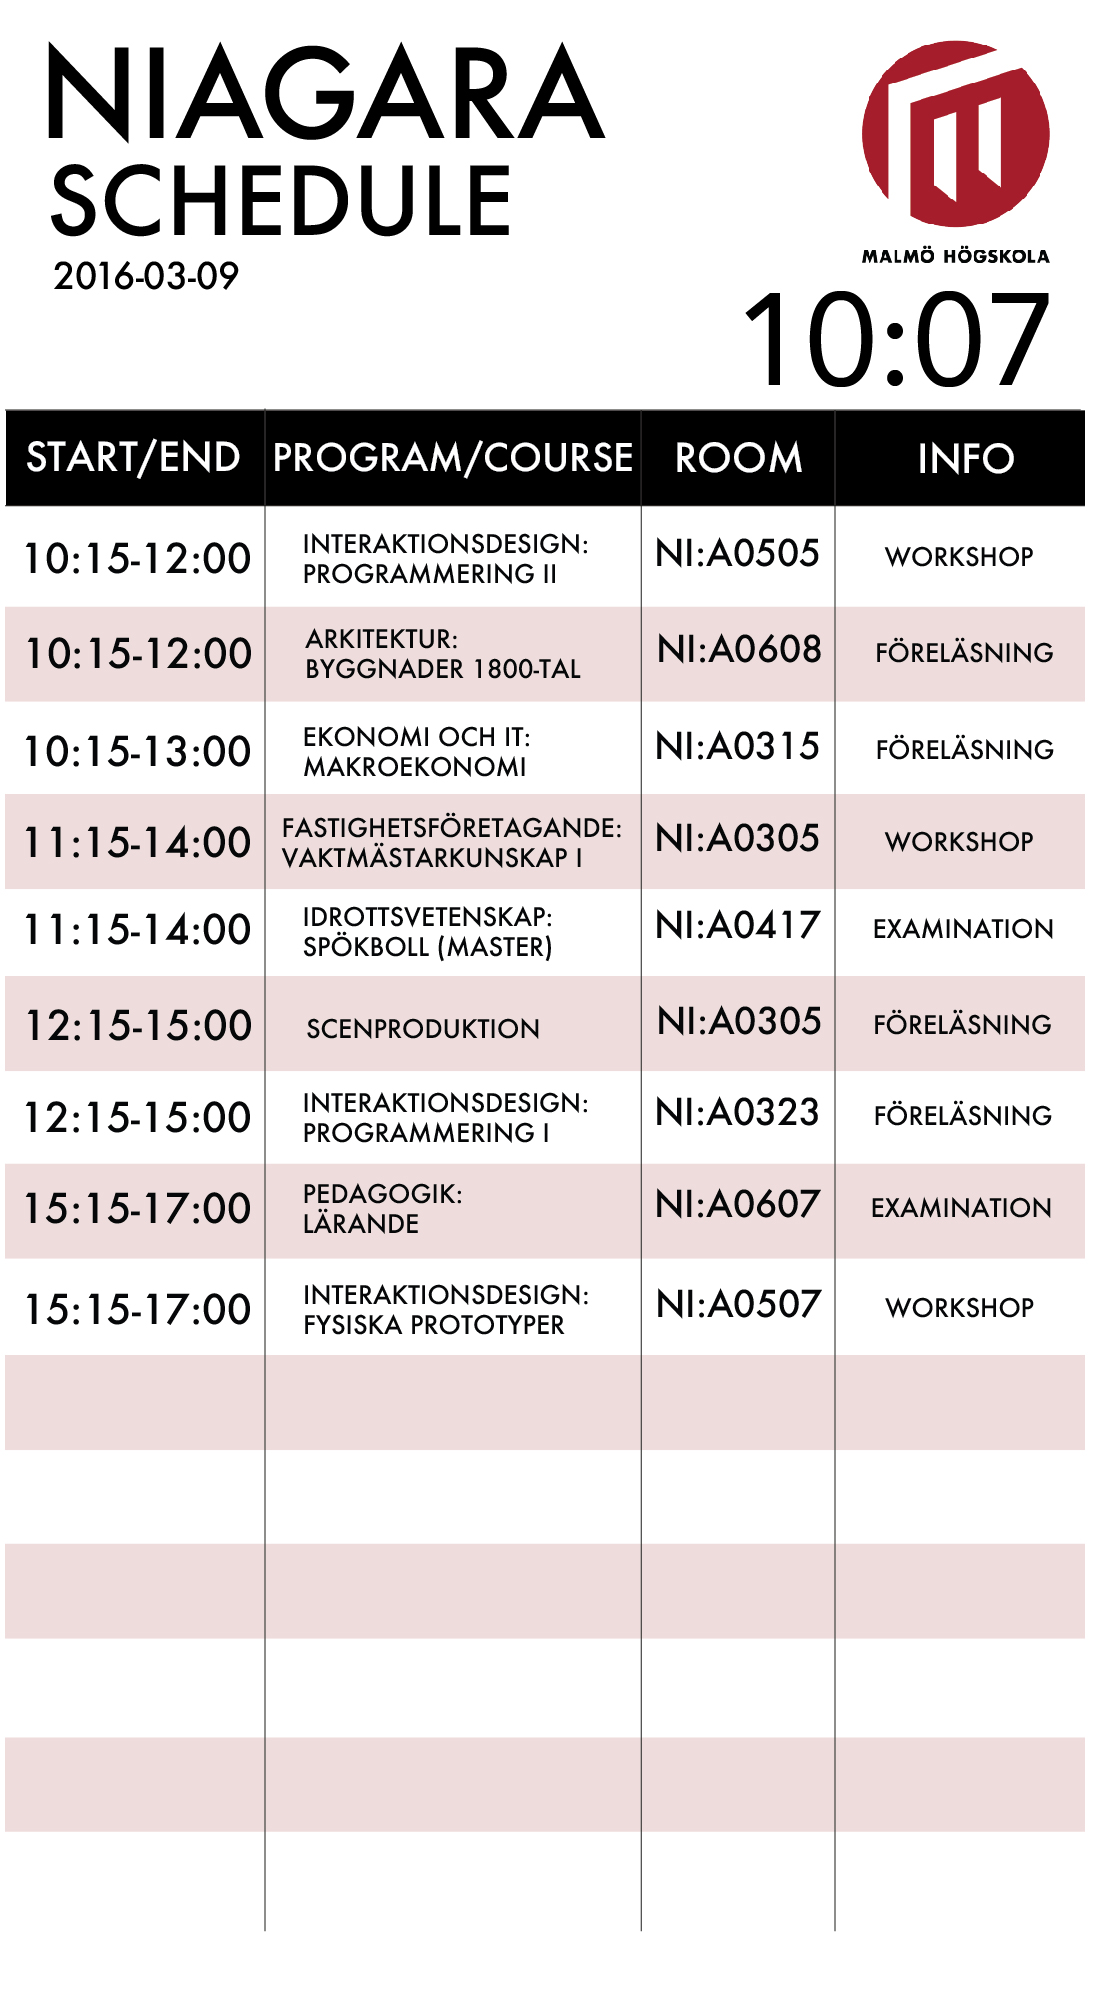 NIAGARA
SCHEDULE
2016-03-09
MALMÖ HÖGSKOLA
10:07
START/END PROGRAM/COURSE ROOM INFO
10:15-12:00 INTERAKTIONSDESIGN: PROGRAMMERING II NI:A0505 WORKSHOP
10:15-12:00 ARKITEKTUR: BYGGNADER 1800-TAL NI:A0608 FÖRELÄSNING
10:15-13:00 EKONOMI OCH IT: MAKROEKONOMI NI:A0315 FÖRELÄSNING
11:15-14:00 FASTIGHETSFÖRETAGANDE: VAKTMÄSTARKUNSKAP I NI:A0305 WORKSHOP
11:15-14:00 IDROTTSVETENSKAP: SPÖKBOLL (MASTER) NI:A0417 EXAMINATION
12:15-15:00 SCENPRODUKTION NI:A0305 FÖRELÄSNING
12:15-15:00 INTERAKTIONSDESIGN: PROGRAMMERING I NI:A0323 FÖRELÄSNING
15:15-17:00 PEDAGOGIK: LÄRANDE NI:A0607 EXAMINATION
15:15-17:00 INTERAKTIONSDESIGN: FYSISKA PROTOTYPER NI:A0507 WORKSHOP